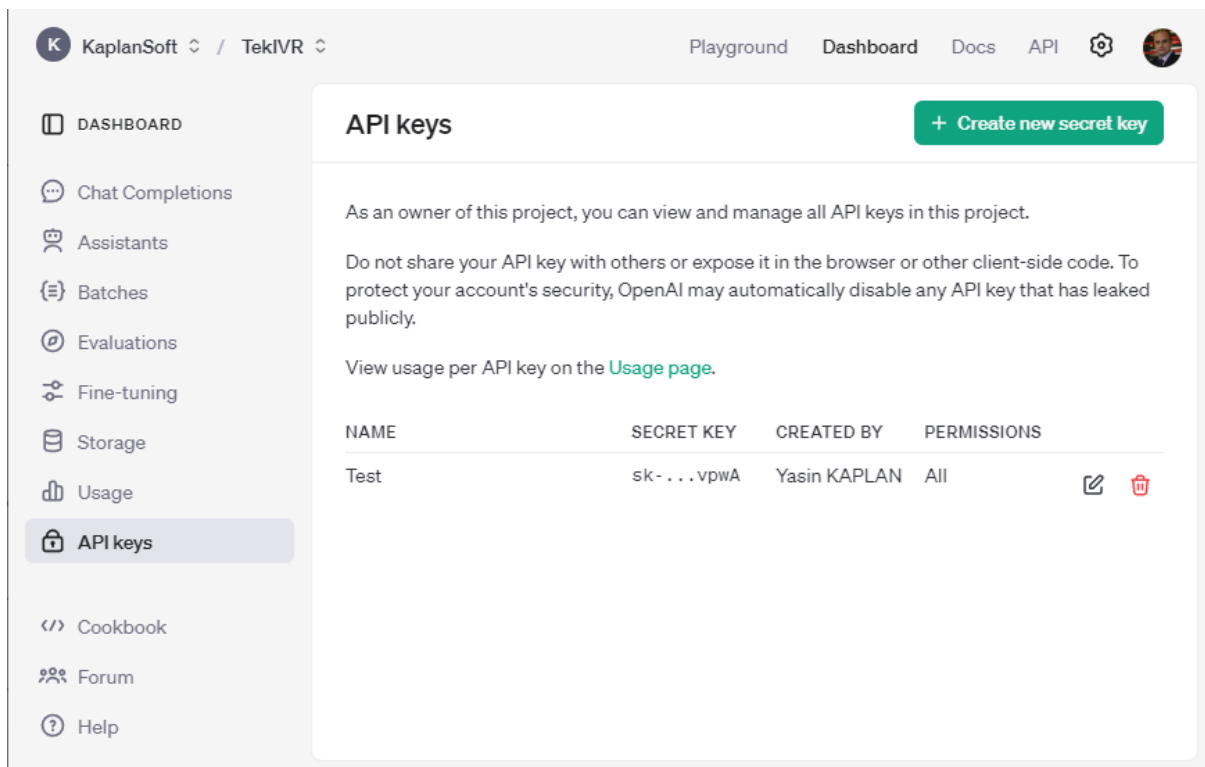 K KaplanSoft / TekIVR Playground Dashboard Docs API
DASHBOARD
Chat Completions
Assistants
Batches
Evaluations
Fine-tuning
Storage
Usage
API keys
Cookbook
Forum
Help
API keys
+ Create new secret key
As an owner of this project, you can view and manage all API keys in this project.
Do not share your API key with others or expose it in the browser or other client-side code. To
protect your account's security, OpenAI may automatically disable any API key that has leaked
publicly.
View usage per API key on the Usage page.
NAME SECRET KEY CREATED BY PERMISSIONS
Test sk-...vpwA Yasin KAPLAN All